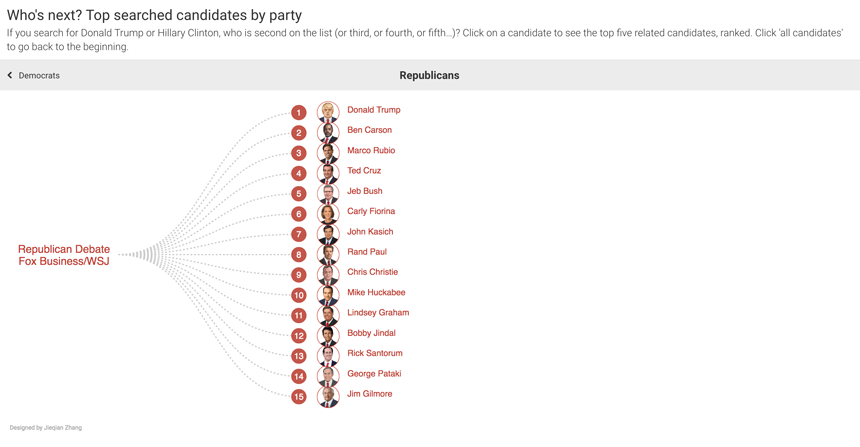 Who's next? Top searched candidates by party
If you search for Donald Trump or Hillary Clinton, who is second on the list (or third, or fourth, or fifth...)? Click on a candidate to see the top five related candidates, ranked. Click 'all candidates'
to go back to the beginning.
Democrats
Republicans
Republican Debate
Fox Business/WSJ
1 Donald Trump
2 Ben Carson
3 Marco Rubio
4 Ted Cruz
5 Jeb Bush
6 Carly Fiorina
7 John Kasich
8 Rand Paul
9 Chris Christie
10 Mike Huckabee
11 Lindsey Graham
12 Bobby Jindal
13 Rick Santorum
14 George Pataki
15 Jim Gilmore
Designed by Jieqian Zhang